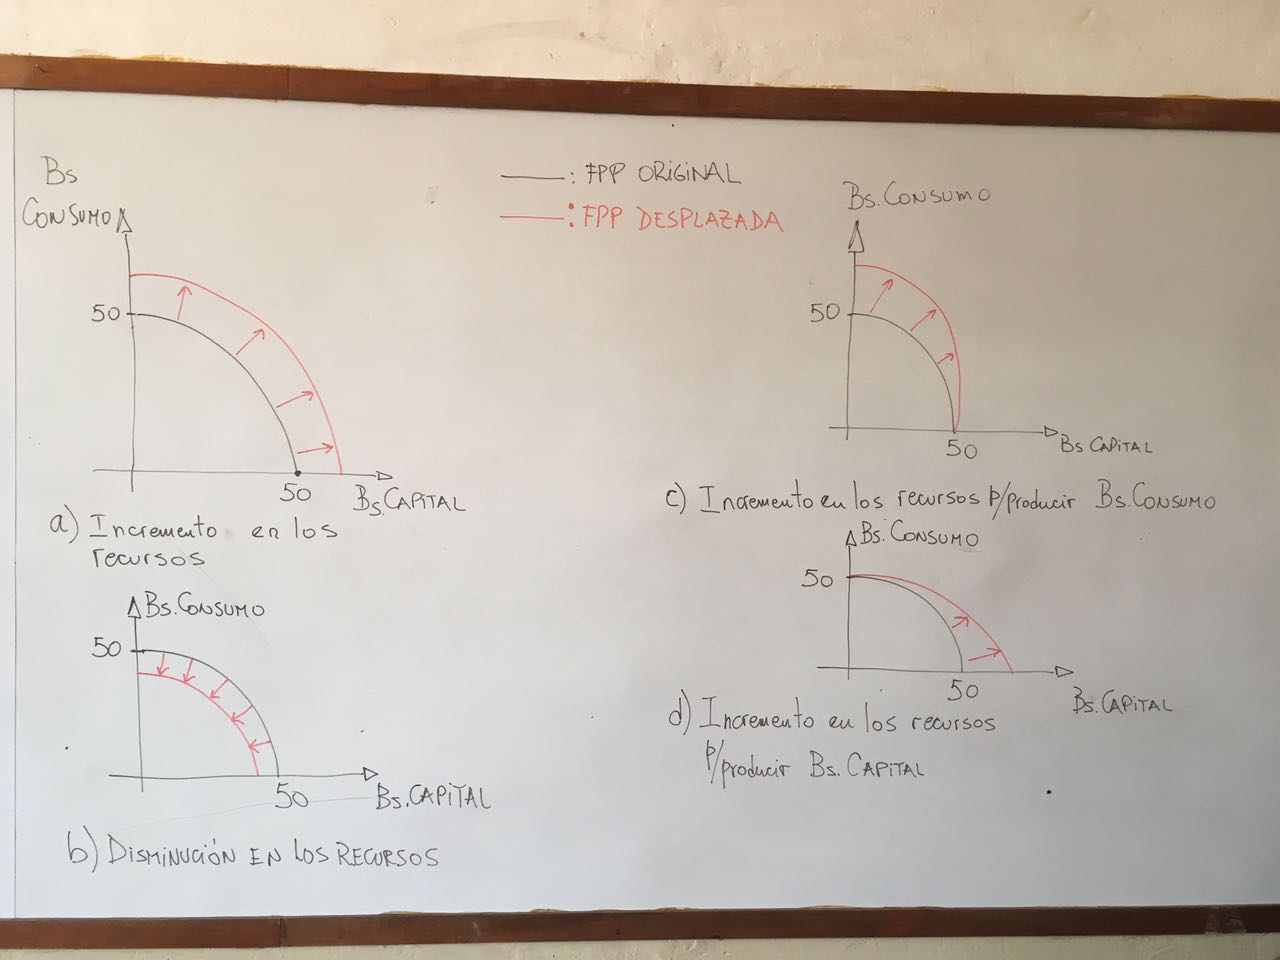 Bs
CONSUMO
50
50
Bs.CAPITAL
a) Incremento en los
recursos
: FPP ORIGINAL
: FPP DESPLAZADA
Bs.CONSUMO
50
50
Bs CAPITAL
c) Incremento en los recursos p/producir Bs.CONSUMO
Bs.CONSUMO
50
50
Bs.CAPITAL
b) DISMINUCIÓN EN LOS RECURSOS
Bs.CONSUMO
50
50
Bs.CAPITAL
d) Incremento en los recursos
p/producir Bs.CAPITAL